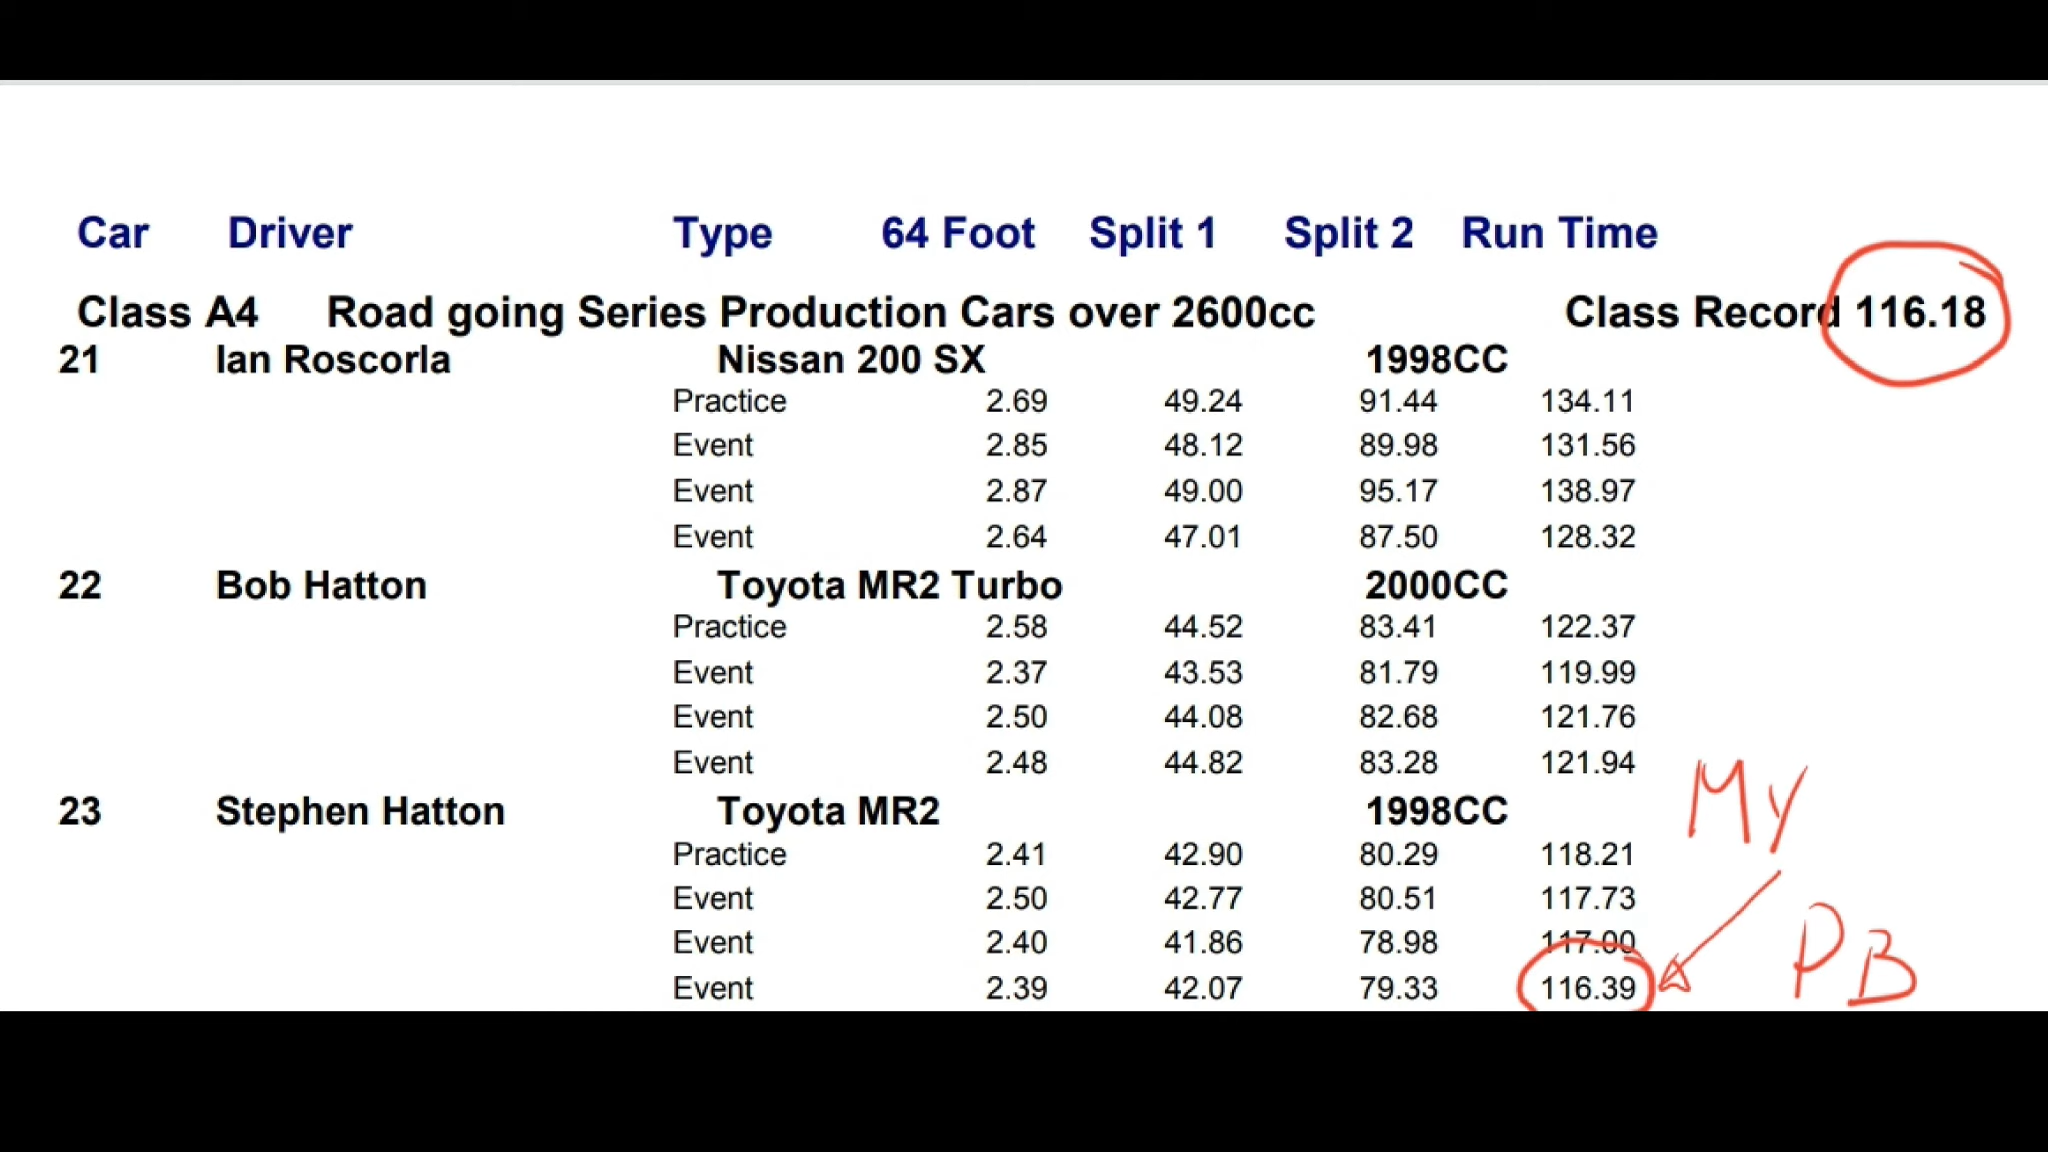 Car Driver Type 64 Foot Split 1 Split 2 Run Time
Class A4 Road going Series Production Cars over 2600cc Class Record 116.18
21 Ian Roscorla Nissan 200 SX 1998CC
Practice 2.69 49.24 91.44 134.11
Event 2.85 48.12 89.98 131.56
Event 2.87 49.00 95.17 138.97
Event 2.64 47.01 87.50 128.32
22 Bob Hatton Toyota MR2 Turbo 2000CC
Practice 2.58 44.52 83.41 122.37
Event 2.37 43.53 81.79 119.99
Event 2.50 44.08 82.68 121.76
Event 2.48 44.82 83.28 121.94
23 Stephen Hatton Toyota MR2 1998CC
Practice 2.41 42.90 80.29 118.21
Event 2.50 42.77 80.51 117.73
Event 2.40 41.86 78.98 117.00
Event 2.39 42.07 79.33 116.39
My
PB